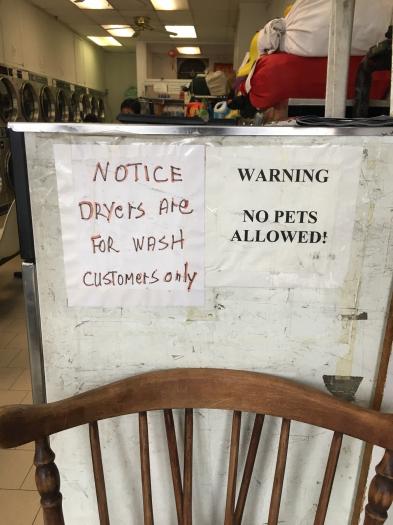 NOTICE
DRyers Are
FOR WASH
customers only
WARNING
NO PETS
ALLOWED!